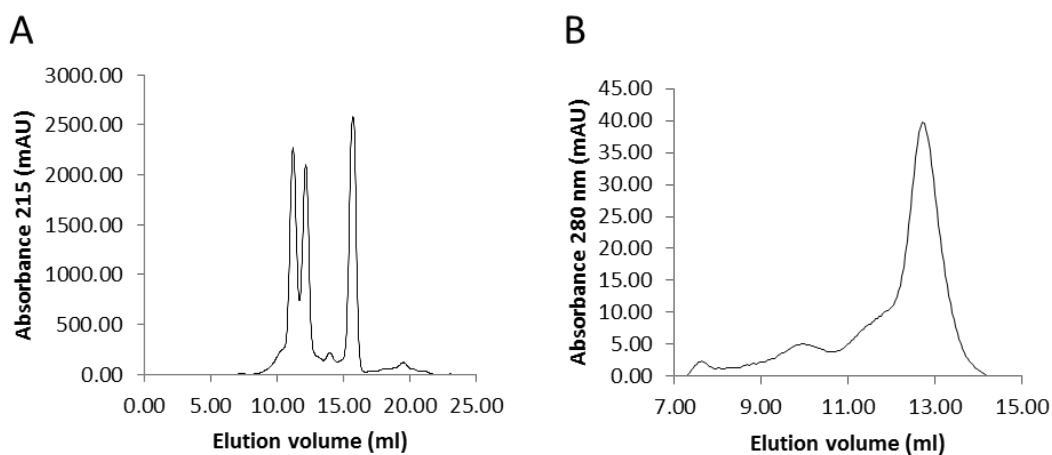 A
Absorbance 215 (mAU)
3000.00
2500.00
2000.00
1500.00
1000.00
500.00
0.00
0.00 5.00 10.00 15.00 20.00 25.00
Elution volume (ml)
B
Absorbance 280 nm (mAU)
45.00
40.00
35.00
30.00
25.00
20.00
15.00
10.00
5.00
0.00
7.00 9.00 11.00 13.00 15.00
Elution volume (ml)